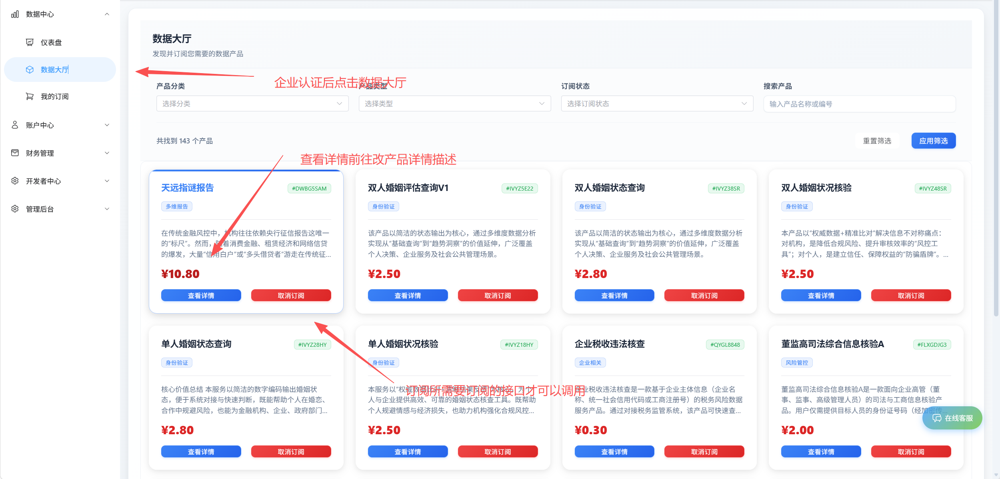 数据中心
仪表盘
数据大厅
我的订阅
账户中心
财务管理
开发者中心
管理后台
数据大厅
发现并订阅您需要的数据产品
企业认证后点击数据大厅
产品分类
产品类型
订阅状态
搜索产品
选择分类
选择类型
选择订阅状态
输入产品名称或编号
共找到 143 个产品
重置筛选
应用筛选
查看详情前往改产品详情描述
天远指谜报告
#DWBG5SAM
多维报告
在传统金融风控中，机构往往依赖央行征信报告这唯一
的“标尺”。然而，随着消费金融、租赁经济和网络信贷
的爆发，大量“信用白户”或“多头借贷者”游走在传统征...
¥10.80
查看详情
取消订阅
双人婚姻评估查询V1
#IVYZ5E22
身份验证
该产品以简洁的状态输出为核心，通过多维度数据分析
实现从“基础查询”到“趋势洞察”的价值延伸，广泛覆盖
个人决策、企业服务及社会公共管理场景。
¥2.50
查看详情
取消订阅
双人婚姻状态查询
#IVYZ38SR
身份验证
该产品以简洁的状态输出为核心，通过多维度数据分析
实现从“基础查询”到“趋势洞察”的价值延伸，广泛覆盖
个人决策、企业服务及社会公共管理场景。
¥2.80
查看详情
取消订阅
双人婚姻状况核验
#IVYZ48SR
身份验证
本产品以“权威数据+精准比对”解决信息不对称痛点：
对机构，是降低合规风险、提升审核效率的“风控工
具”；对个人，是建立信任、保障权益的“防骗盾牌”。...
¥2.50
查看详情
取消订阅
单人婚姻状态查询
#IVYZ28HY
身份验证
核心价值总结 本服务以简洁的数字编码输出婚姻状
态，便于系统对接与快速判断，既能帮助个人在婚恋、
合作中规避风险，也能为金融机构、企业、政府部门...
¥2.80
查看详情
取消订阅
单人婚姻状况核验
#IVYZ18HY
身份验证
订阅所需要订阅的接口才可以调用
本服务以“权威数据比对+清晰结果反馈”为核心，为个
人与企业提供高效、可靠的婚姻状态核查工具。既帮助
个人规避情感与经济损失，也助力机构强化合规风控...
¥2.50
查看详情
取消订阅
企业税收违法核查
#QYGL8848
企业相关
企业税收违法核查是一款基于企业主体信息（企业名
称、统一社会信用代码或工商注册号）的税务风险数据
服务产品。通过对接税务监管系统，该产品可快速查...
¥0.30
查看详情
取消订阅
董监高司法综合信息核验A
#FLXGDJG3
风险管控
董监高司法综合信息核验A是一款面向企业高管（董
事、监事、高级管理人员）的司法与工商信息核验产
品。用户仅需提供目标人员的身份证号码（经加密传...
¥2.00
查看详情
取消订阅
在线客服